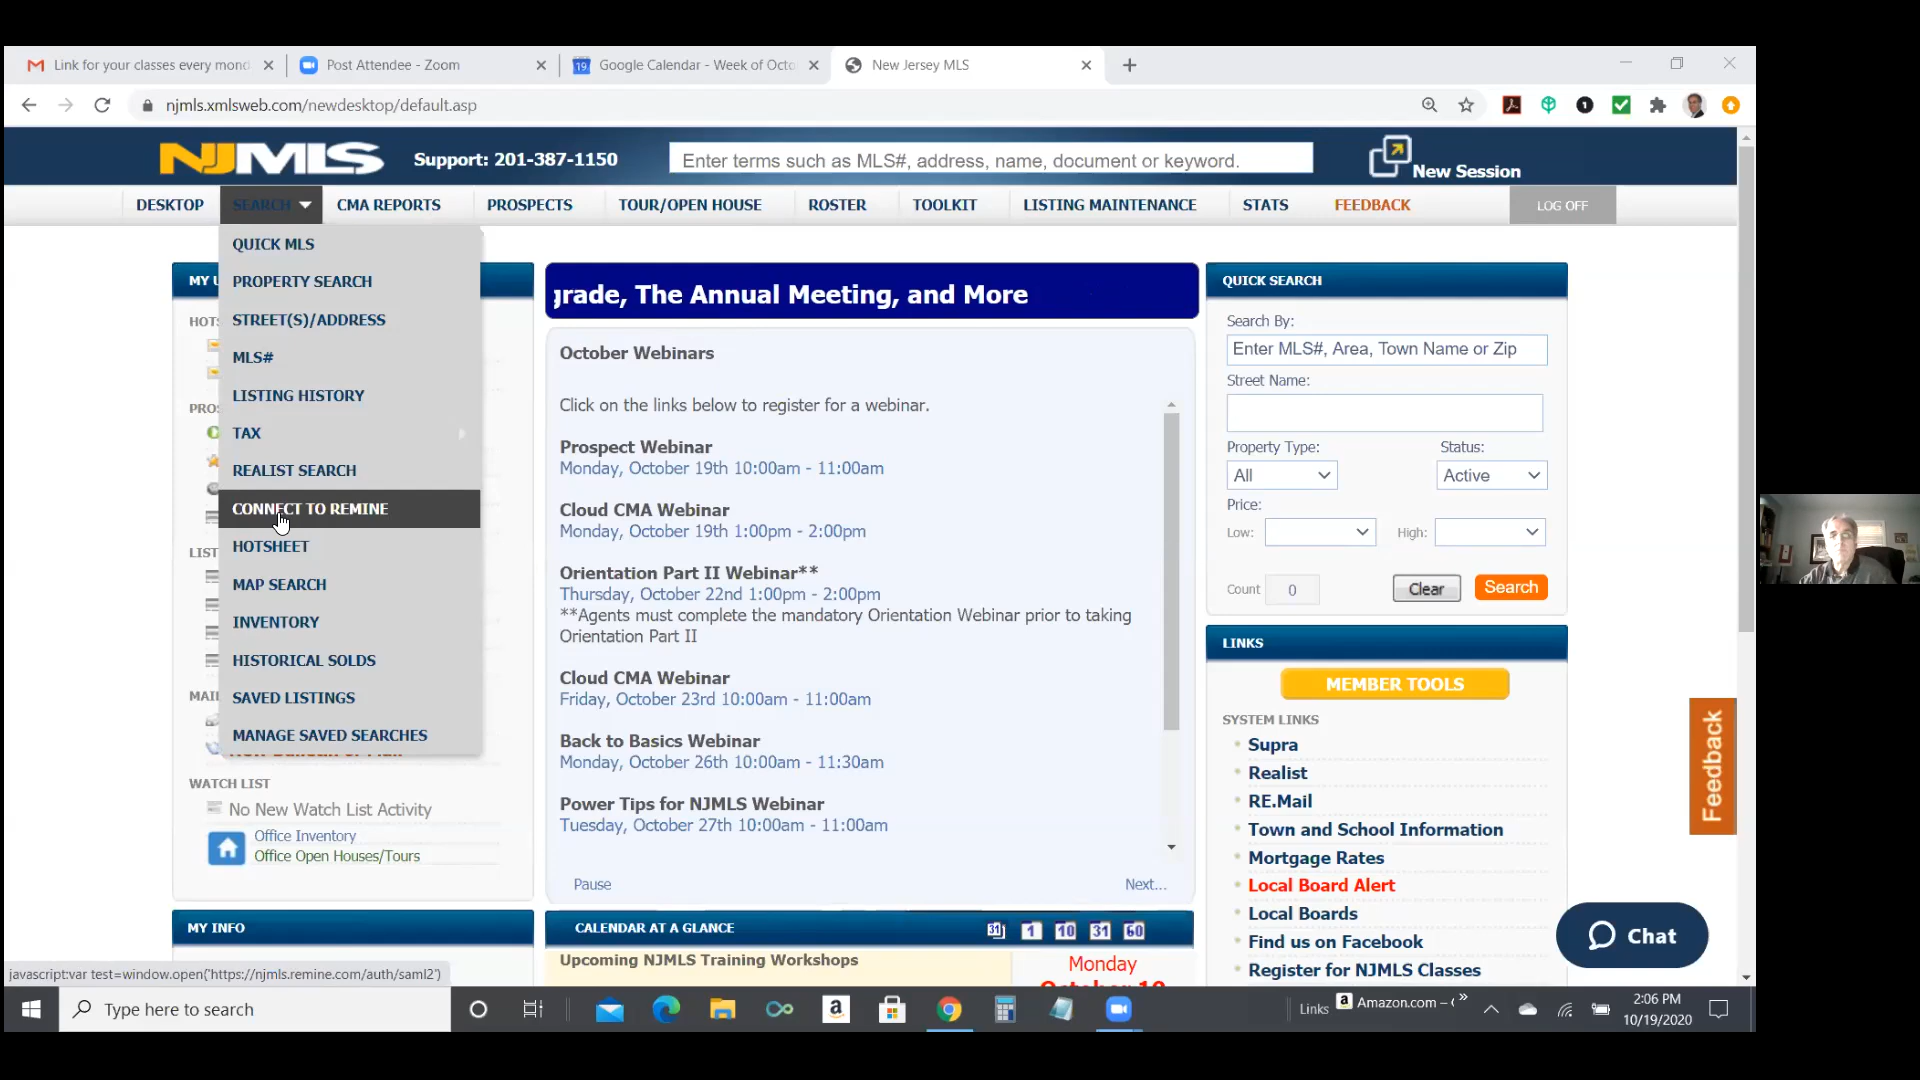 Link for your classes every mond
Post Attendee - Zoom
19
Google Calendar - Week of Octo
New Jersey MLS
njmls.xmlsweb.com/newdesktop/default.asp
NJMLS
Support: 201-387-1150
Enter terms such as MLS#, address, name, document or keyword.
New Session
DESKTOP
SEARCH
CMA REPORTS
PROSPECTS
TOUR/OPEN HOUSE
ROSTER
TOOLKIT
LISTING MAINTENANCE
STATS
FEEDBACK
LOG OFF
QUICK MLS
PROPERTY SEARCH
STREET(S)/ADDRESS
MLS#
LISTING HISTORY
TAX
REALIST SEARCH
CONNECT TO REMINE
HOTSHEET
MAP SEARCH
INVENTORY
HISTORICAL SOLDS
SAVED LISTINGS
MANAGE SAVED SEARCHES
MY U
HOTS
PROS
LIST
MAI
WATCH LIST
No New Watch List Activity
Office Inventory
Office Open Houses/Tours
MY INFO
grade, The Annual Meeting, and More
October Webinars
Click on the links below to register for a webinar.
Prospect Webinar
Monday, October 19th 10:00am - 11:00am
Cloud CMA Webinar
Monday, October 19th 1:00pm - 2:00pm
Orientation Part II Webinar**
Thursday, October 22nd 1:00pm - 2:00pm
**Agents must complete the mandatory Orientation Webinar prior to taking
Orientation Part II
Cloud CMA Webinar
Friday, October 23rd 10:00am - 11:00am
Back to Basics Webinar
Monday, October 26th 10:00am - 11:30am
Power Tips for NJMLS Webinar
Tuesday, October 27th 10:00am - 11:00am
Pause
Next...
CALENDAR AT A GLANCE
31
1
10
31
60
Upcoming NJMLS Training Workshops
Monday
QUICK SEARCH
Search By:
Enter MLS#, Area, Town Name or Zip
Street Name:
Property Type:
Status:
All
Active
Price:
Low:
High:
Count
0
Clear
Search
LINKS
MEMBER TOOLS
SYSTEM LINKS
Supra
Realist
RE.Mail
Town and School Information
Mortgage Rates
Local Board Alert
Local Boards
Find us on Facebook
Register for NJMLS Classes
Feedback
Chat
javascript:var test=window.open('https://njmls.remine.com/auth/saml2')
Type here to search
Links
Amazon.com – (
2:06 PM
10/19/2020